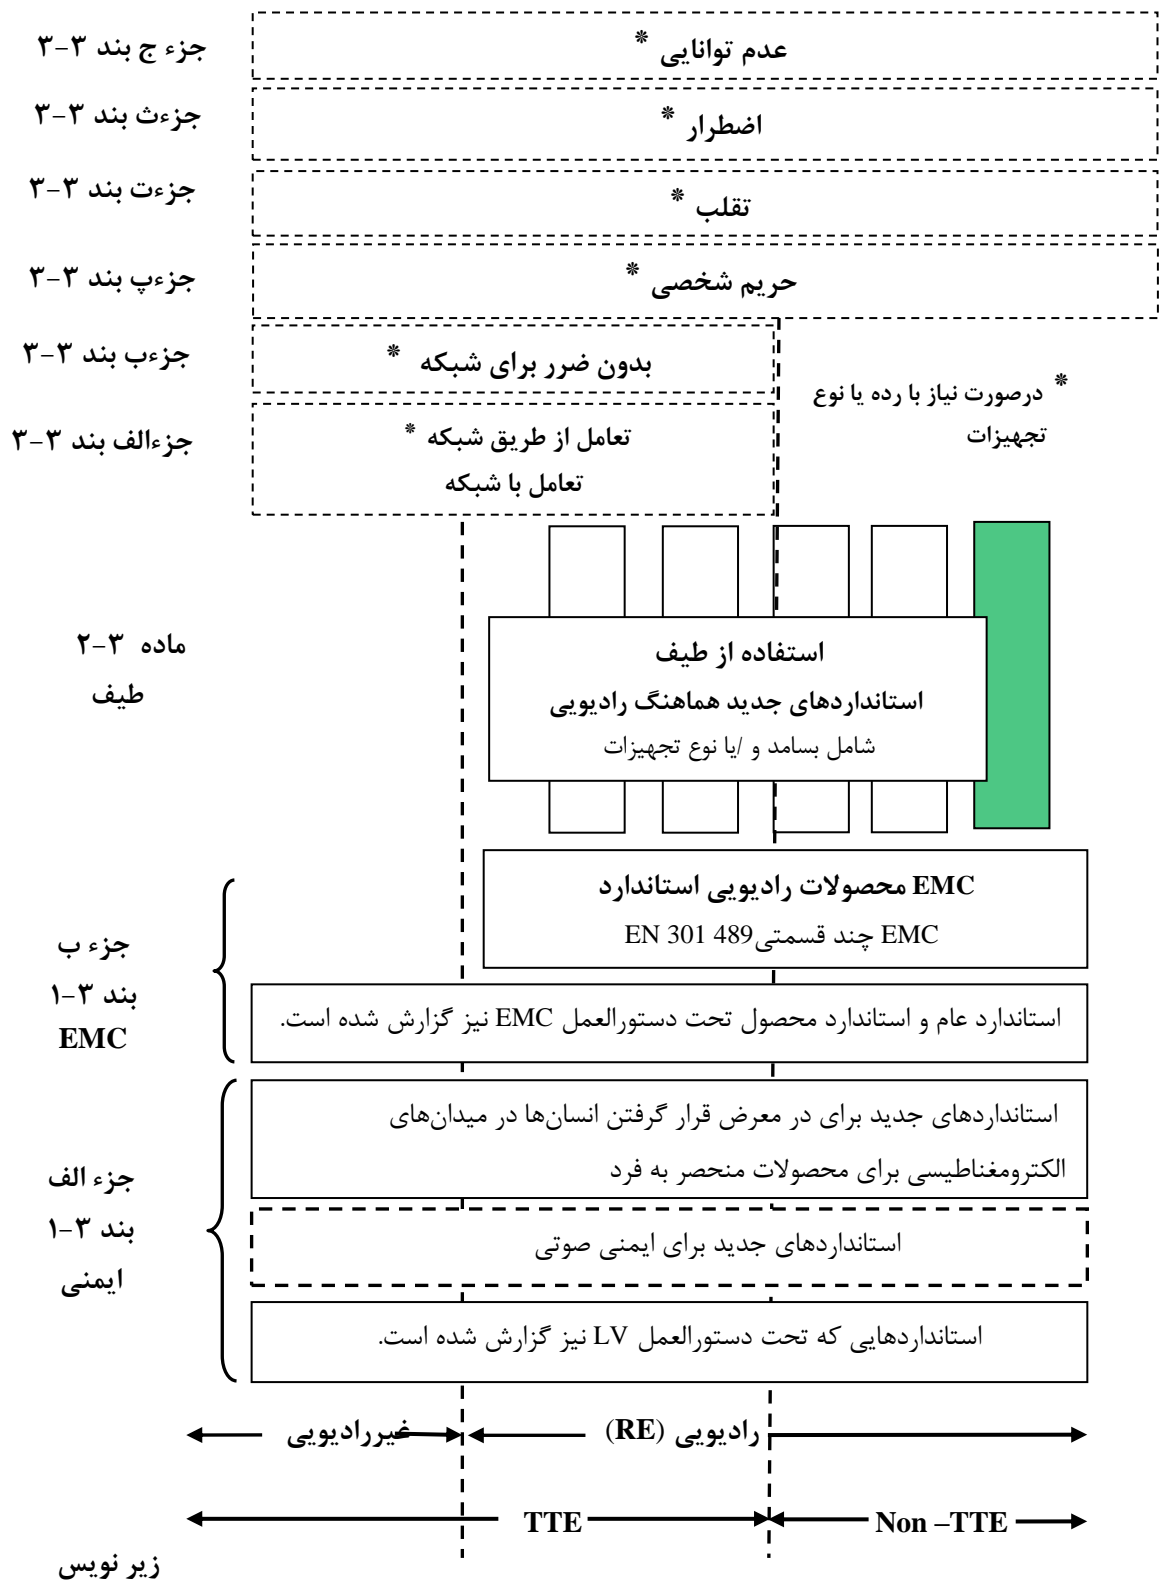 جزء ج بند ۳-۳
عدم توانایی *
جزءث بند ۳-۳
اضطرار *
جزءت بند ۳-۳
تقلب *
جزءپ بند ۳-۳
حریم شخصی *
جزءب بند ۳-۳
بدون ضرر برای شبکه *
* درصورت نیاز با رده یا نوع
تجهیزات
جزءالف بند ۳-۳
تعامل از طریق شبکه *
تعامل با شبکه
ماده ۳-۲
طیف
استفاده از طیف
استانداردهای جدید هماهنگ رادیویی
شامل بسامد و /یا نوع تجهیزات
جزء ب
بند ۳-۱
EMC
EMC محصولات رادیویی استاندارد
EMC چند قسمتی EN 301 489
استاندارد عام و استاندارد محصول تحت دستورالعمل EMC نیز گزارش شده است.
جزء الف
بند ۳-۱
ایمنی
استانداردهای جدید برای در معرض قرار گرفتن انسان‌ها در میدان‌های
الکترومغناطیسی برای محصولات منحصر به فرد
استانداردهای جدید برای ایمنی صوتی
استانداردهایی که تحت دستورالعمل LV نیز گزارش شده است.
رادیویی (RE)
غیررادیویی
Non –TTE
TTE
زیر نویس